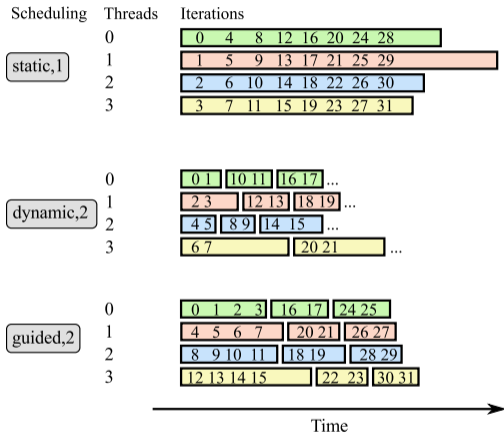 Scheduling Threads Iterations
0 0 4 8 12 16 20 24 28
static,1 1 1 5 9 13 17 21 25 29
2 2 6 10 14 18 22 26 30
3 3 7 11 15 19 23 27 31
0 0 1 10 11 16 17 ...
1 2 3 12 13 18 19 ...
dynamic,2 2 4 5 8 9 14 15 ...
3 6 7 20 21 ...
0 0 1 2 3 16 17 24 25
guided,2 1 4 5 6 7 20 21 26 27
2 8 9 10 11 18 19 28 29
3 12 13 14 15 22 23 30 31
Time